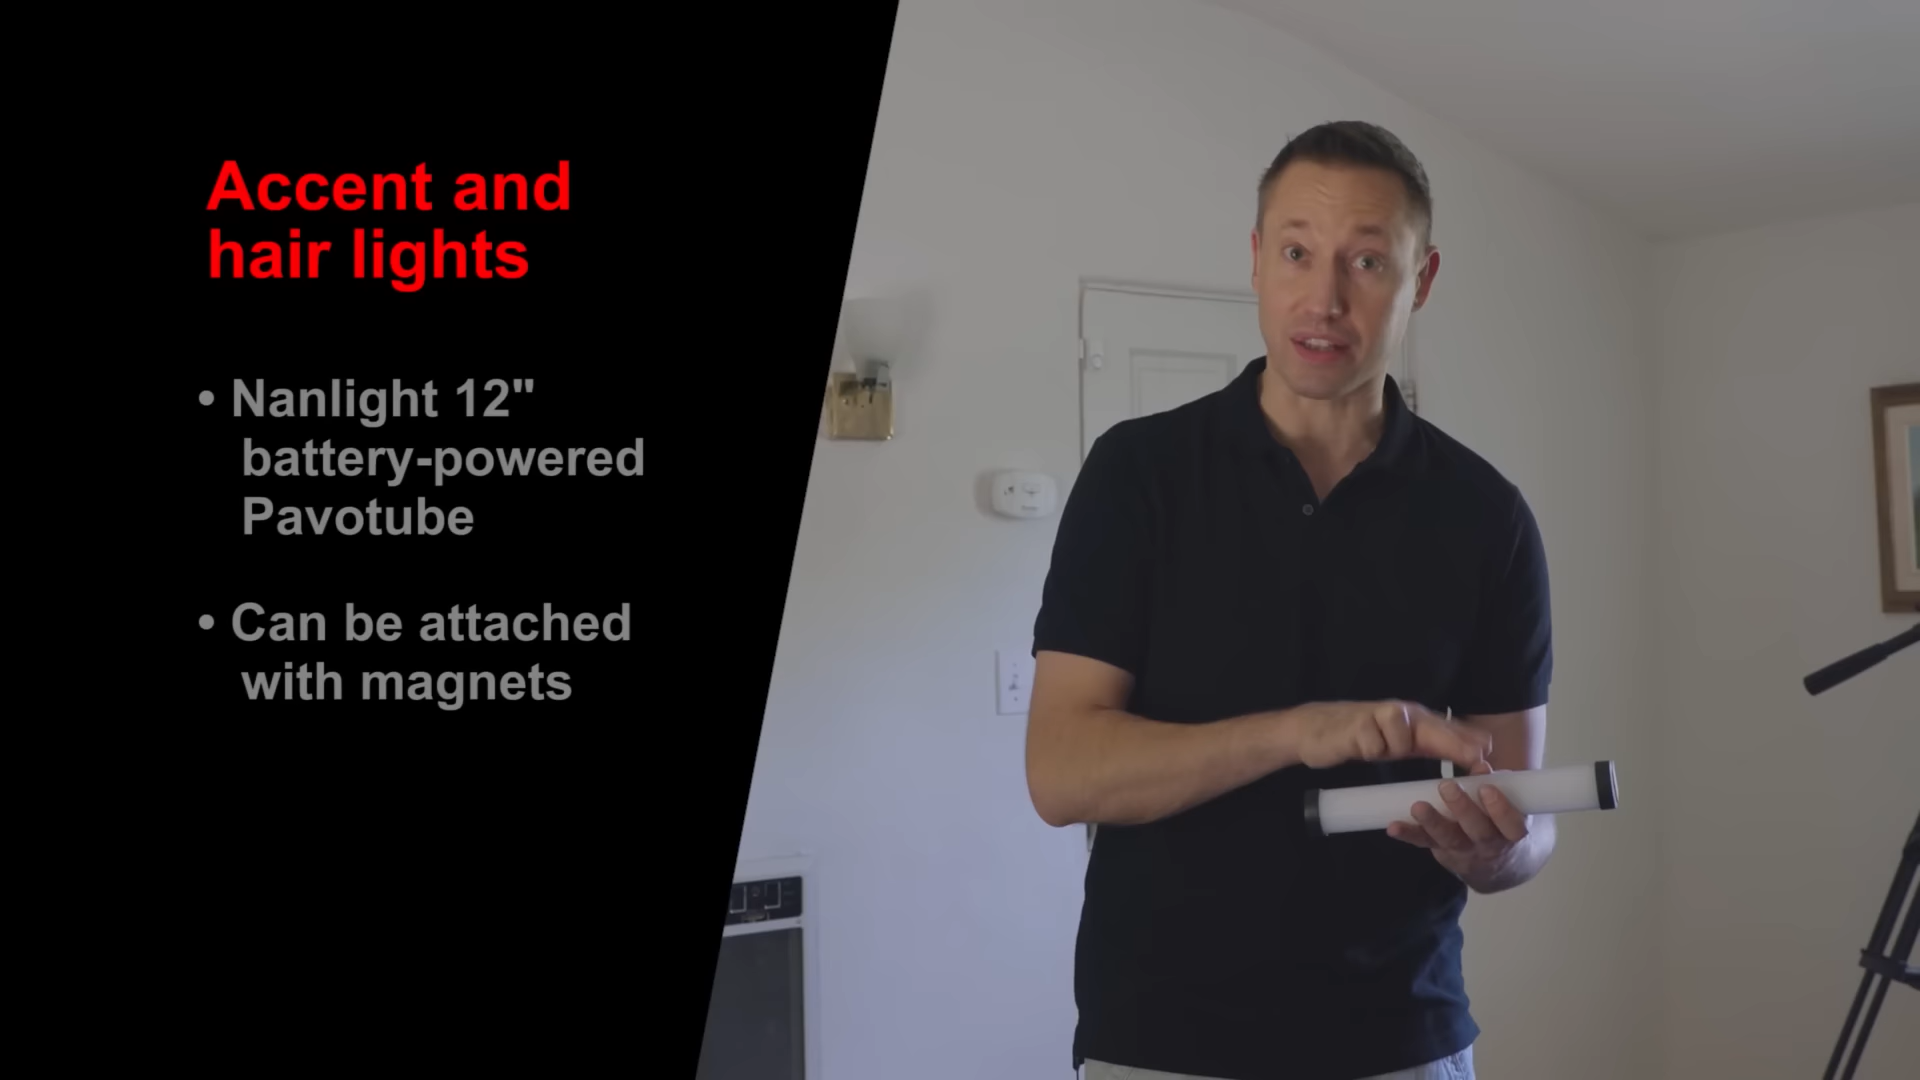 Accent and
hair lights
• Nanlight 12"
battery-powered
Pavotube
• Can be attached
with magnets